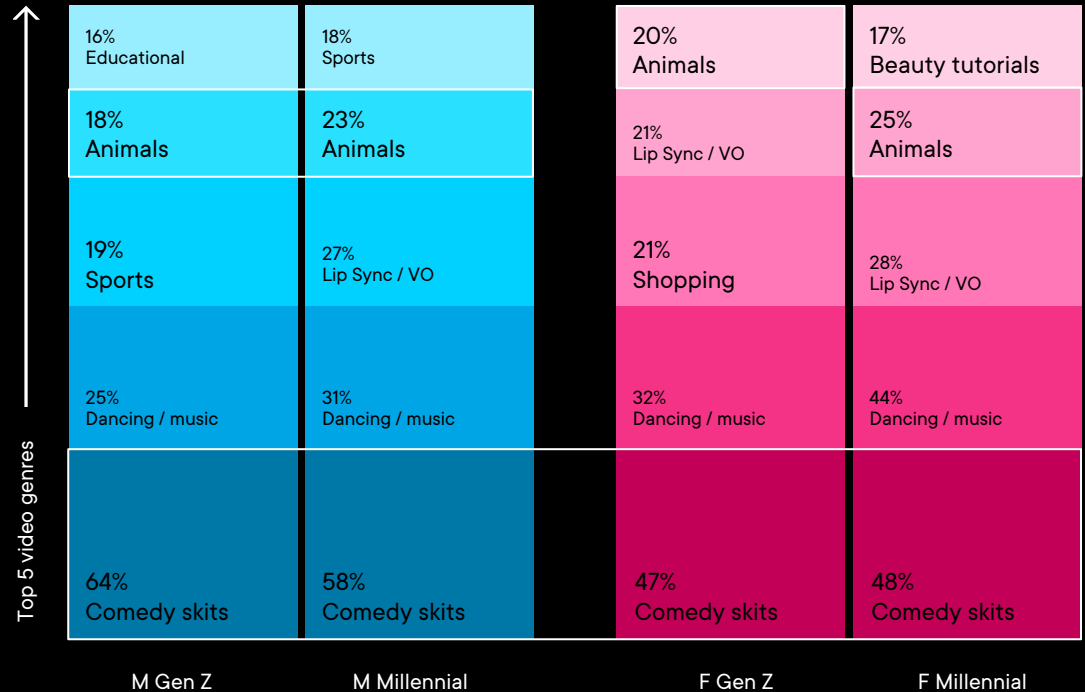 16%
Educational
18%
Sports
20%
Animals
17%
Beauty tutorials
18%
Animals
23%
Animals
21%
Lip Sync / VO
25%
Animals
19%
Sports
27%
Lip Sync / VO
21%
Shopping
28%
Lip Sync / VO
25%
Dancing / music
31%
Dancing / music
32%
Dancing / music
44%
Dancing / music
64%
Comedy skits
58%
Comedy skits
47%
Comedy skits
48%
Comedy skits
Top 5 video genres
M Gen Z
M Millennial
F Gen Z
F Millennial